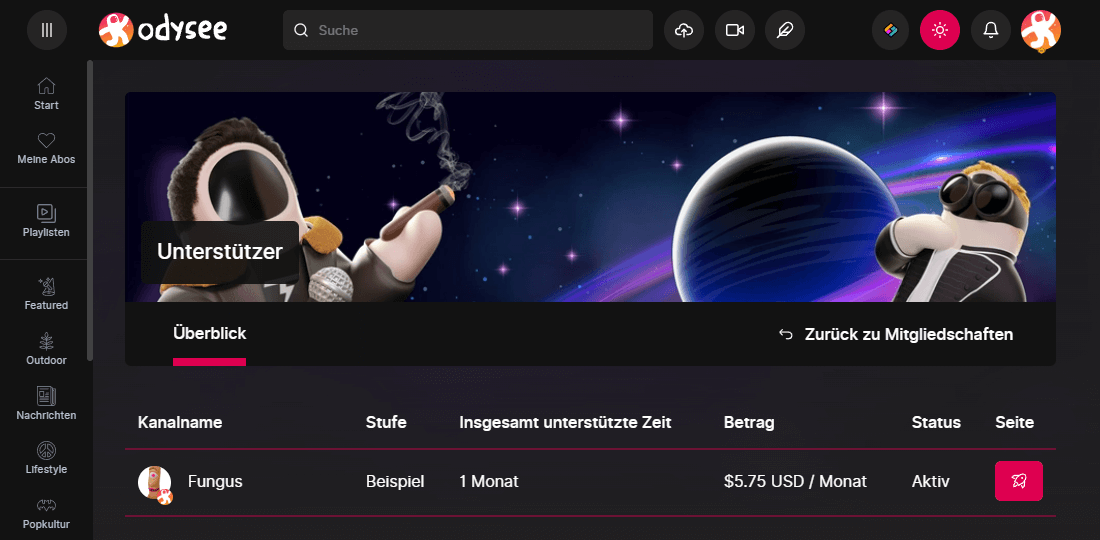 odysee
Suche
Start
Meine Abos
Playlisten
Featured
Outdoor
Nachrichten
Lifestyle
Popkultur
Unterstützer
Überblick
Zurück zu Mitgliedschaften
Kanalname Stufe Insgesamt unterstützte Zeit Betrag Status Seite
Fungus Beispiel 1 Monat $5.75 USD / Monat Aktiv